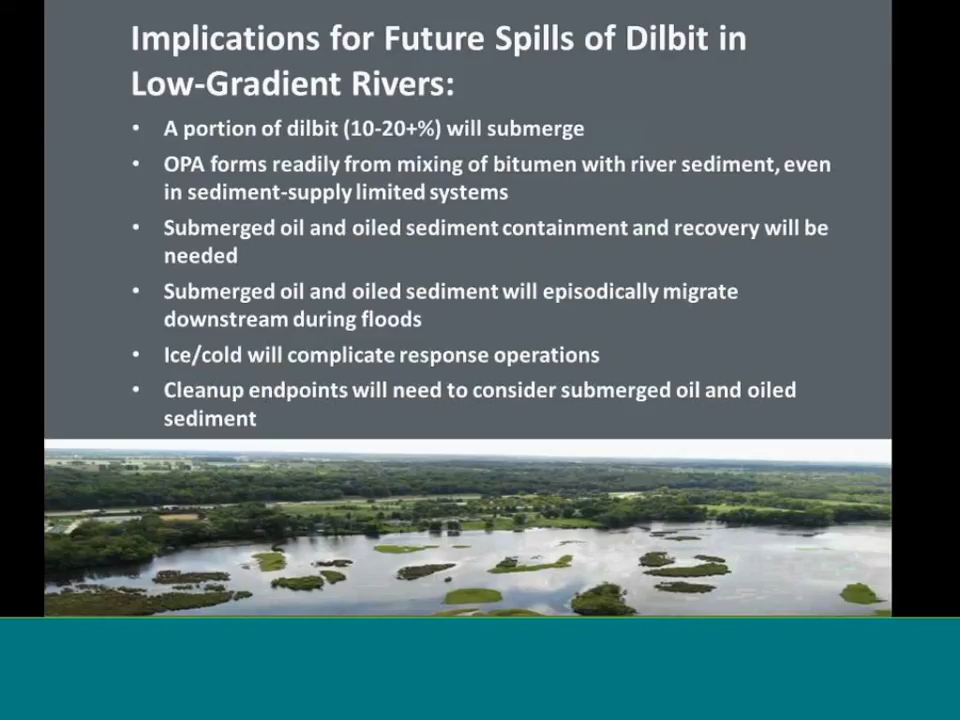 Implications for Future Spills of Dilbit in
Low-Gradient Rivers:
• A portion of dilbit (10-20+%) will submerge
• OPA forms readily from mixing of bitumen with river sediment, even
in sediment-supply limited systems
• Submerged oil and oiled sediment containment and recovery will be
needed
• Submerged oil and oiled sediment will episodically migrate
downstream during floods
• Ice/cold will complicate response operations
• Cleanup endpoints will need to consider submerged oil and oiled
sediment